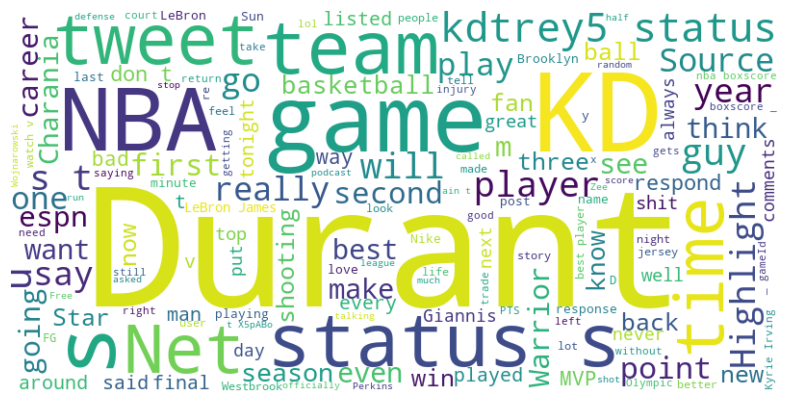 tweet
team
kdtrey5
status
NBA
game
KD
Durant
Net
status s
s
time
Highlight
player
point
Source
year
guy
play
ball
fan
think
see
respond
comments
always
career
Charania
don t
go
basketball
listed
first
bad
tonight
really
second
will
way
m
three
great
one
s t
espn
u
say
want
now
going
Star
man
said
final
around
day
season
even
win
played
never
back
new
MVP
Warrior
Giannis
every
make
best
shooting
know
well
shit
defense
court
LeBron
Sun
people
half
last
return
take
lol
tell
injury
Brooklyn
stop
re
feel
random
nba boxscore
boxscore _
_ gameId
Wojnarowski
watch v
saying
getting
minute
podcast
called
made
ain t
y
gets
x
Zee
score
t
LeBron James
look
good
post
name
best player
night
jersey
need
still
asked
run
top
put
v
love
league
Nike
next
life
much
story
trade
response
D
right
user
playing
t X5pABo
talking
PTS
lot
left
without
Free
FG
Westbrook
officially
Perkins
shot
Olympic
better
Kyrie Irving